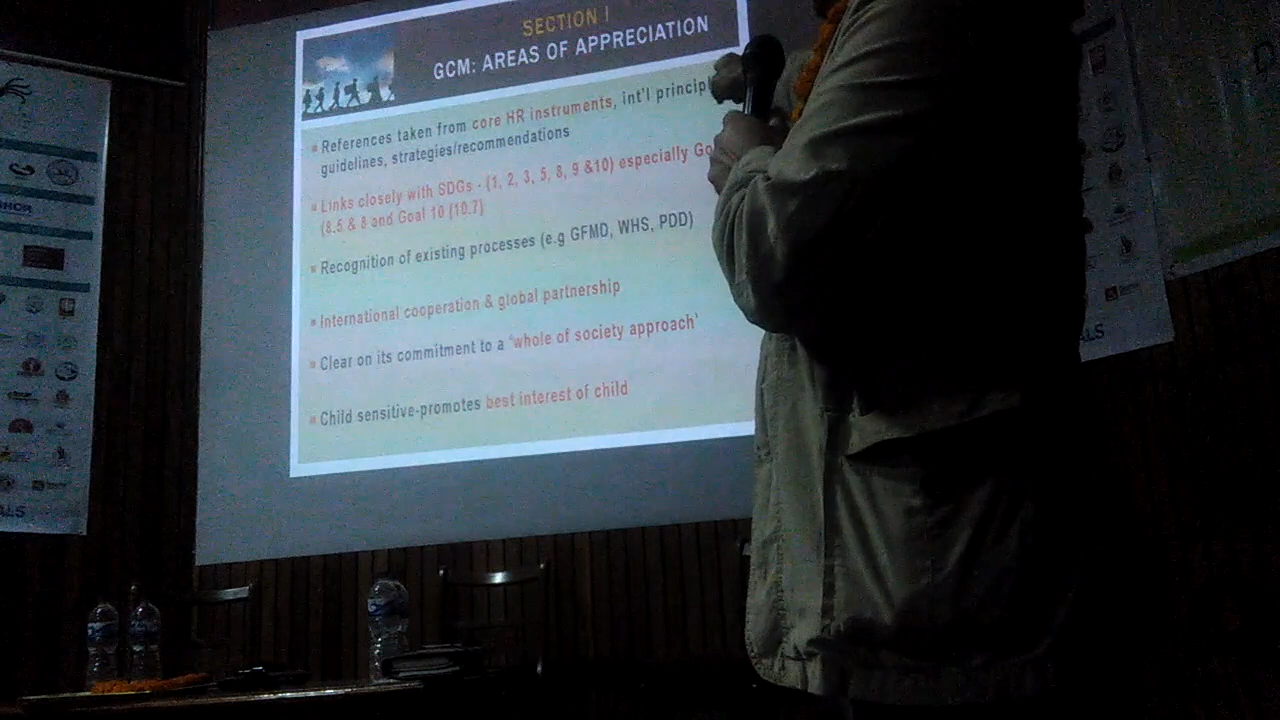 SECTION I
GCM: AREAS OF APPRECIATION
References taken from core HR instruments, int'l
guidelines, strategies/recommendations
Links closely with SDGs - (1, 2, 3, 5, 8, 9 &10) especially
(8.5 & 8 and Goal 10 (10.7)
Recognition of existing processes (e.g GFMD, WHS, PDD)
International cooperation & global partnership
Clear on its commitment to a 'whole of society approach'
Child sensitive-promotes best interest of child